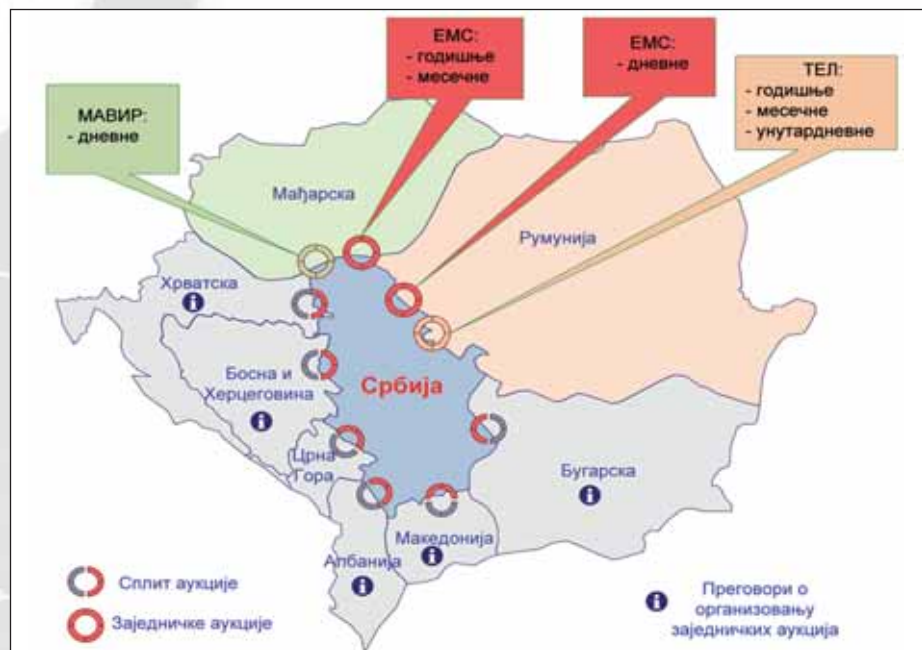 ЕМС:
- годишње
- месечне
ЕМС:
- дневне
ТЕЛ:
- годишње
- месечне
- унутардневне
МАВИР:
- дневне
Мађарска
Румунија
Хрватска
Босна и
Херцеговина
Србија
Црна
Гора
Бугарска
Македонија
Албанија
Сплит аукције
Заједничке аукције
Преговори о
организовању
заједничких аукција